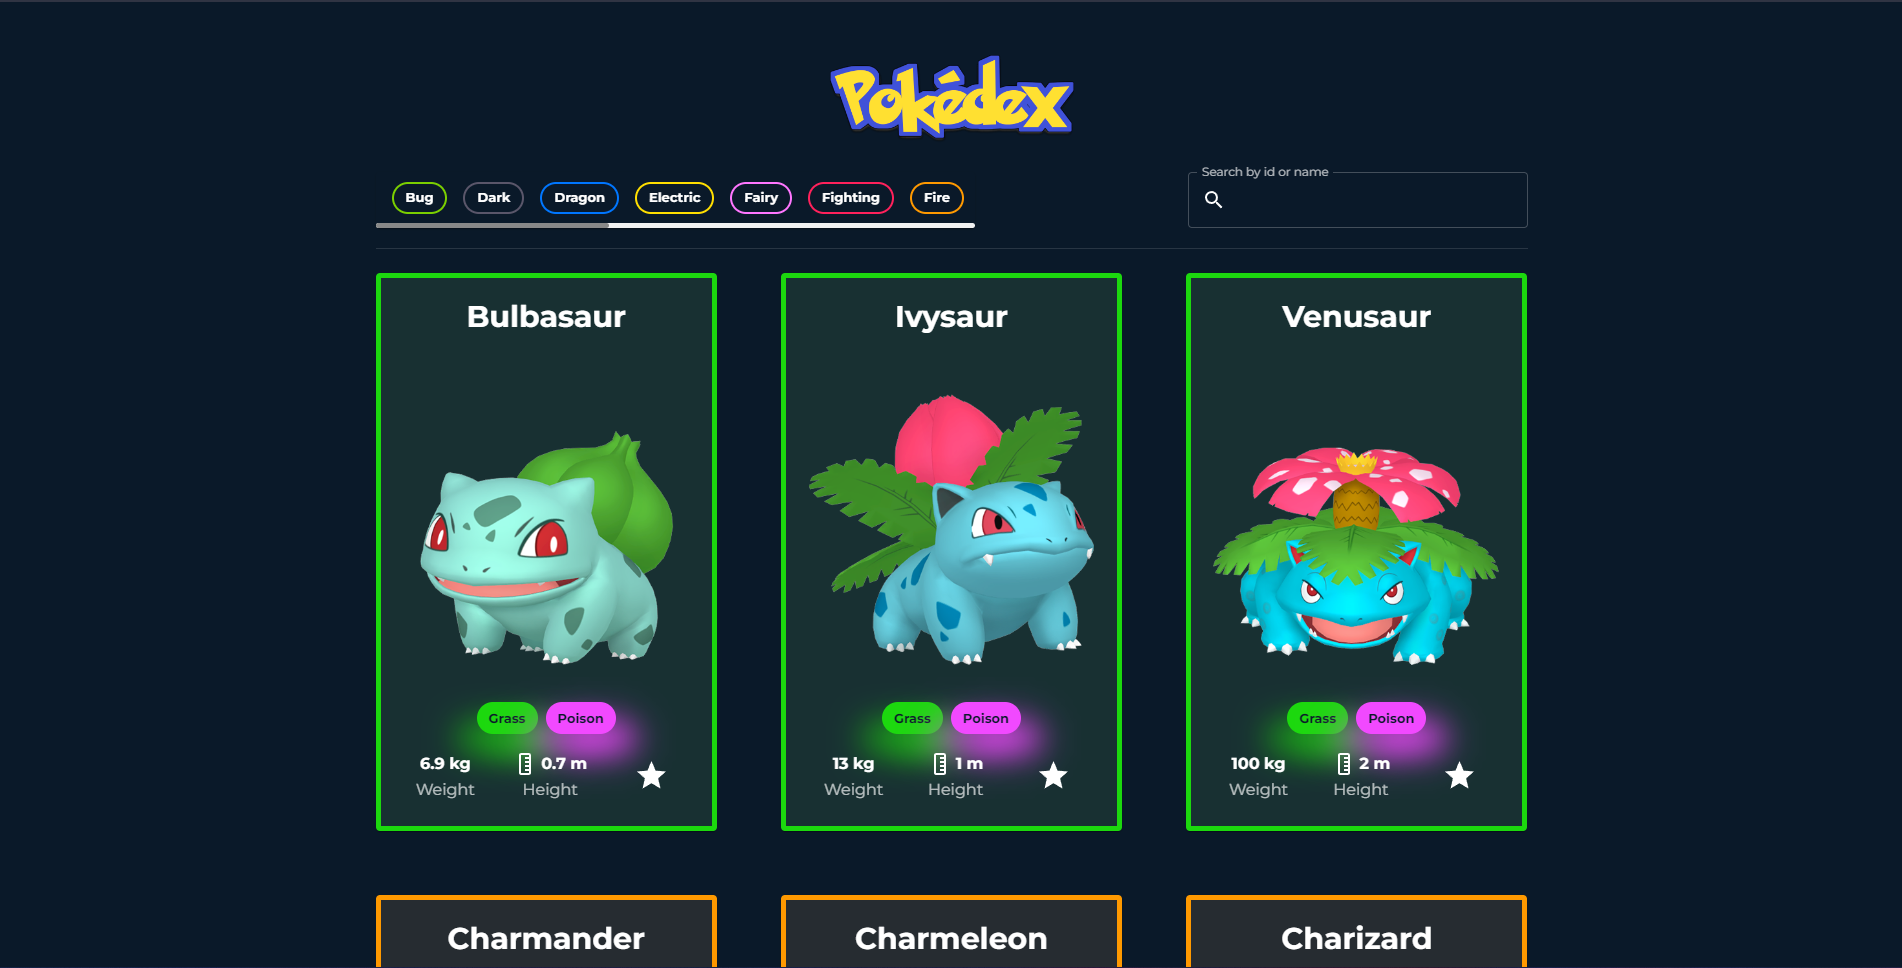 Pokédex
Bug Dark Dragon Electric Fairy Fighting Fire
Search by id or name
Bulbasaur
Grass Poison
6.9 kg 0.7 m
Weight Height
Ivysaur
Grass Poison
13 kg 1 m
Weight Height
Venusaur
Grass Poison
100 kg 2 m
Weight Height
Charmander
Charmeleon
Charizard